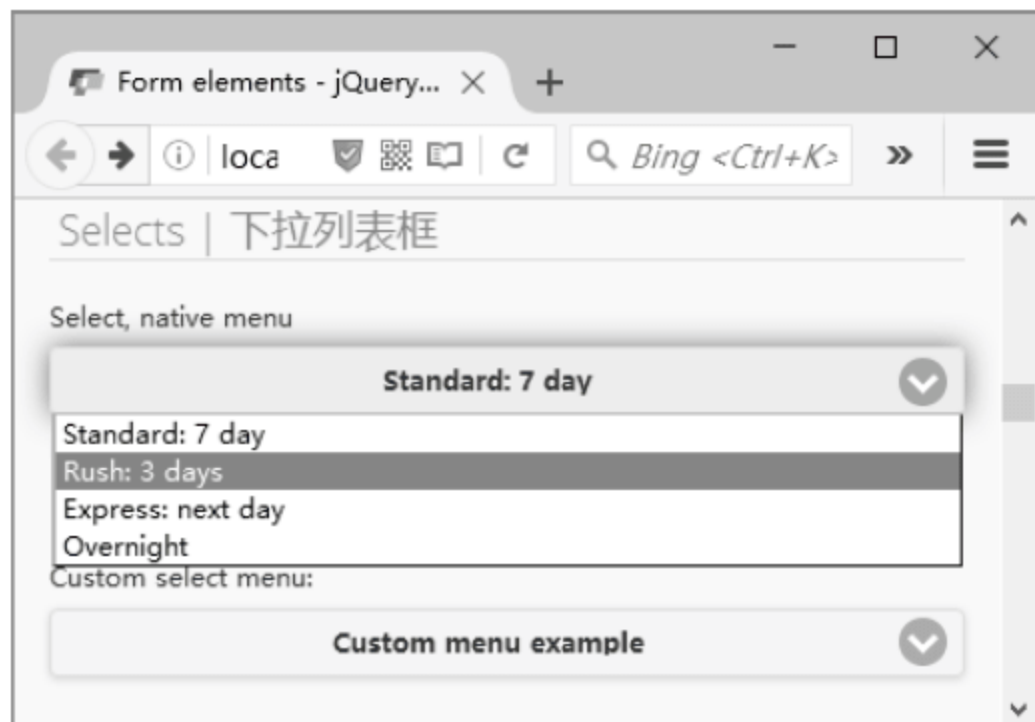 Form elements - jQuery...
loca
Bing <Ctrl+K>
Selects | 下拉列表框
Select, native menu
Standard: 7 day
Standard: 7 day
Rush: 3 days
Express: next day
Overnight
Custom select menu:
Custom menu example